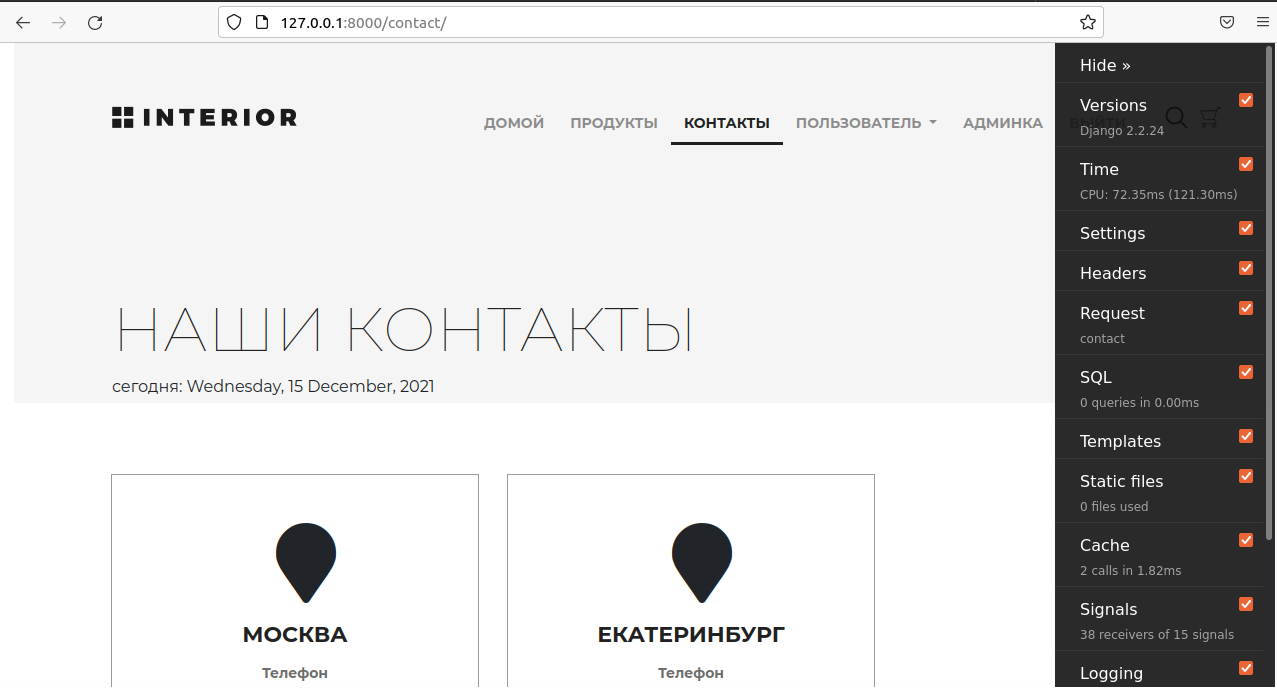 127.0.0.1:8000/contact/
INTERIOR
ДОМОЙ ПРОДУКТЫ КОНТАКТЫ ПОЛЬЗОВАТЕЛЬ АДМИНКА ВЫЙТИ
НАШИ КОНТАКТЫ
сегодня: Wednesday, 15 December, 2021
МОСКВА
Телефон
ЕКАТЕРИНБУРГ
Телефон
Hide »
Versions
Django 2.2.24
Time
CPU: 72.35ms (121.30ms)
Settings
Headers
Request
contact
SQL
0 queries in 0.00ms
Templates
Static files
0 files used
Cache
2 calls in 1.82ms
Signals
38 receivers of 15 signals
Logging